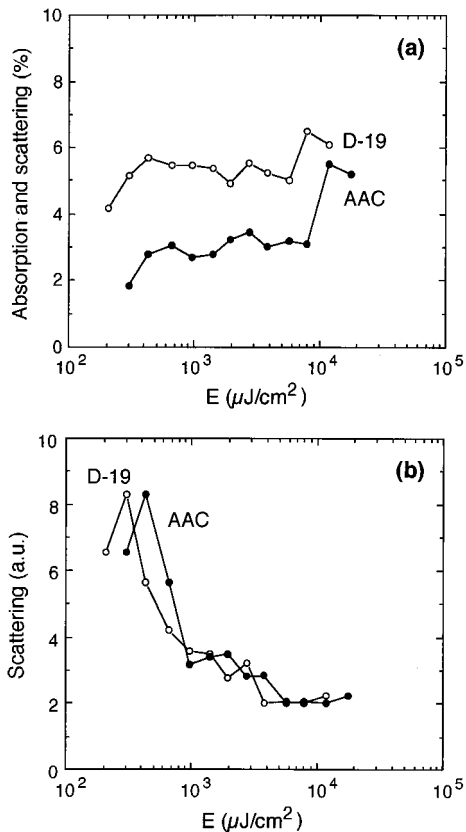 (a)
Absorption and scattering (%)
10
8
6
4
2
0
D-19
AAC
10²
10³
10⁴
10⁵
E (µJ/cm²)
(b)
Scattering (a.u.)
10
8
6
4
2
0
D-19
AAC
10²
10³
10⁴
10⁵
E (µJ/cm²)